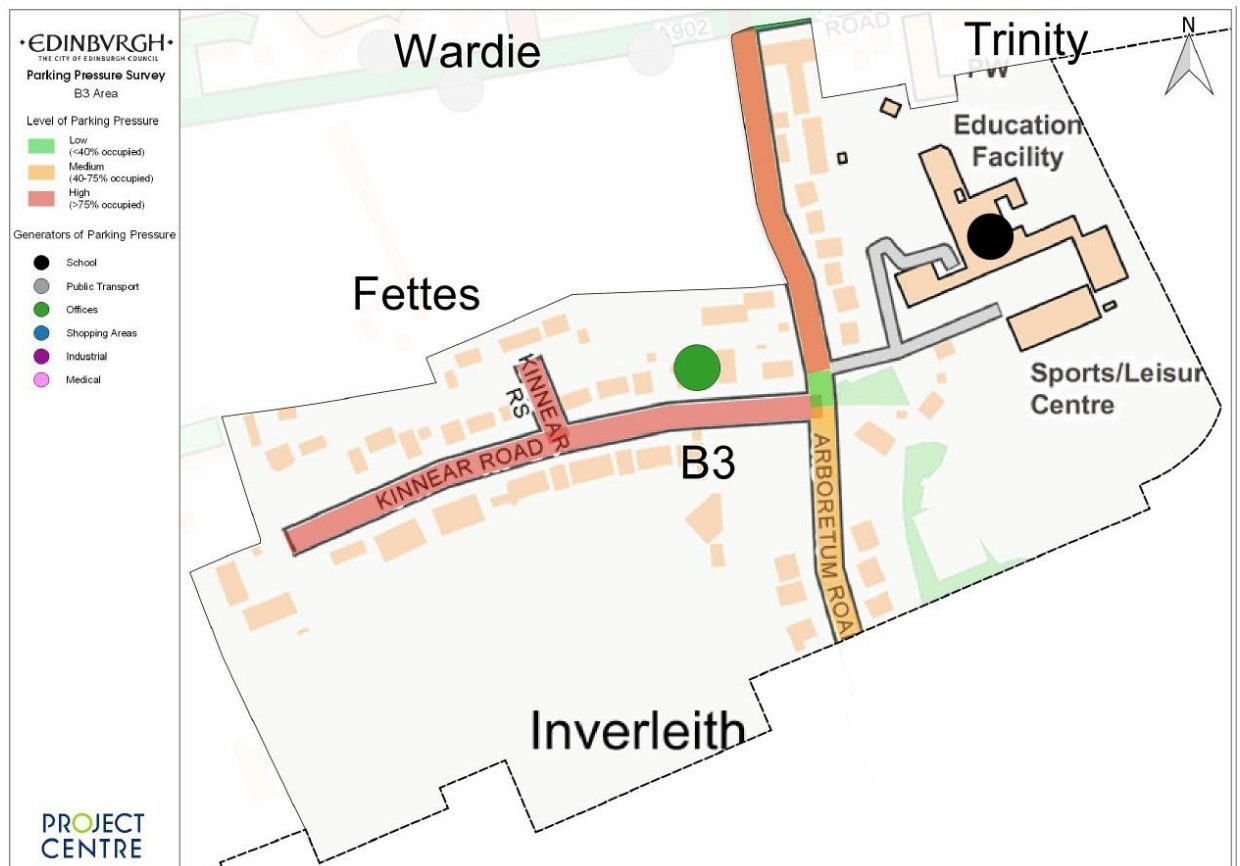 EDINBVRGH
THE CITY OF EDINBURGH COUNCIL
Parking Pressure Survey
B3 Area
Level of Parking Pressure
Low
(<40% occupied)
Medium
(40-75% occupied)
High
(>75% occupied)
Generators of Parking Pressure
School
Public Transport
Offices
Shopping Areas
Industrial
Medical
PROJECT
CENTRE
Wardie
A902
ROAD
Trinity
PW
N
Education
Facility
Fettes
KINNEAR
RS
Sports/Leisur
Centre
KINNEAR ROAD
B3
ARBORETUM ROA
Inverleith